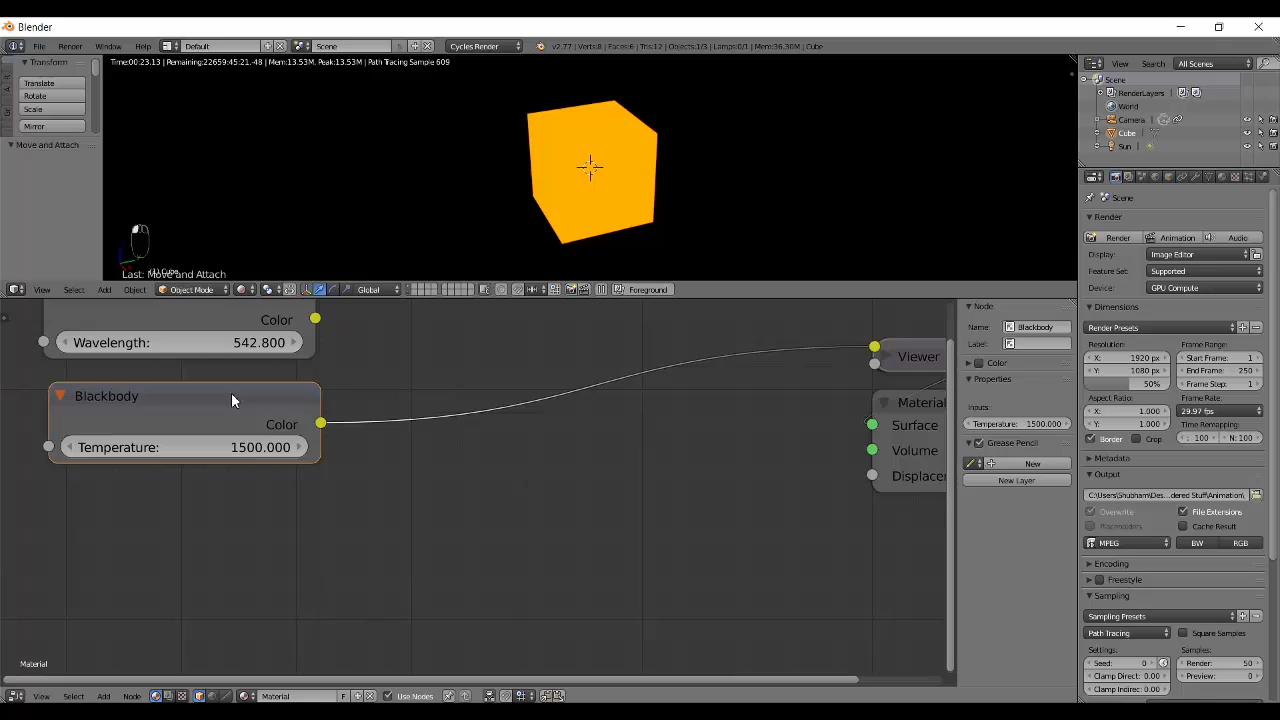 Blender
File Render Window Help Default Scene Cycles Render v2.77 | Verts:8 | Faces:6 | Tris:12 | Objects:1/3 | Lamps:0/1 | Mem:36.30M | Cube
View Search All Scenes
Transform
Translate
Rotate
Scale
Mirror
Move and Attach
Time:00:23.13 | Remaining:22659:45:21.-48 | Mem:13.53M, Peak:13.53M | Path Tracing Sample 609
(1) Cube
Last: Move and Attach
View Select Add Object Object Mode Global Foreground
Scene
RenderLayers
World
Camera
Cube
Sun
Color
Wavelength: 542.800
Blackbody
Color
Temperature: 1500.000
Viewer
Material
Surface
Volume
Displacer
Material
Node
Name: Blackbody
Label:
Color
Properties
Inputs:
Temperature: 1500.000
Grease Pencil
New
New Layer
Scene
Render
Render Animation Audio
Display: Image Editor
Feature Set: Supported
Device: GPU Compute
Dimensions
Render Presets
Resolution: Frame Range:
X: 1920 px Start Frame: 1
Y: 1080 px End Frame: 250
50% Frame Step: 1
Aspect Ratio: Frame Rate:
X: 1.000 29.97 fps
Y: 1.000 Time Remapping:
Border Crop : 100 N: 100
Metadata
Output
C:\Users\Shubham\Des...dered Stuff\Animation\
Overwrite File Extensions
Placeholders Cache Result
MPEG BW RGB
Encoding
Freestyle
Sampling
Sampling Presets
Path Tracing Square Samples
Settings: Samples:
Seed: 0 Render: 50
Clamp Direct: 0.00 Preview: 0
Clamp Indirec: 0.00
View Select Add Node Material F Use Nodes